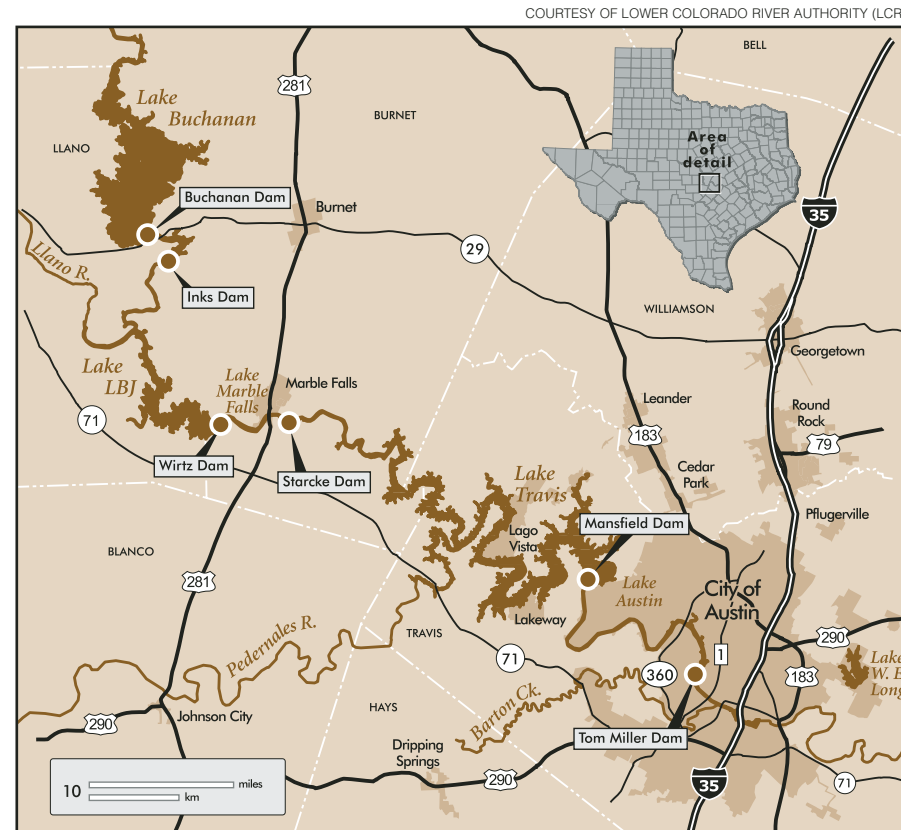 COURTESY OF LOWER COLORADO RIVER AUTHORITY (LCR
BELL
281
Lake
Buchanan
BURNET
LLANO
Area
of
detail
Buchanan Dam
Burnet
35
29
Llano R.
Inks Dam
WILLIAMSON
Georgetown
Lake
LBJ
Lake
Marble
Falls
Marble Falls
Leander
Round
Rock
71
183
79
Wirtz Dam
Starcke Dam
Cedar
Park
Lake
Travis
Pflugerville
Mansfield Dam
Lago
Vista
BLANCO
281
Lake
Austin
City of
Austin
Lakeway
Pedernales R.
TRAVIS
290
71
360
1
183
Lake
W. E
Long
Barton Ck.
HAYS
290
Johnson City
Tom Miller Dam
Dripping
Springs
290
35
71
10
miles
km